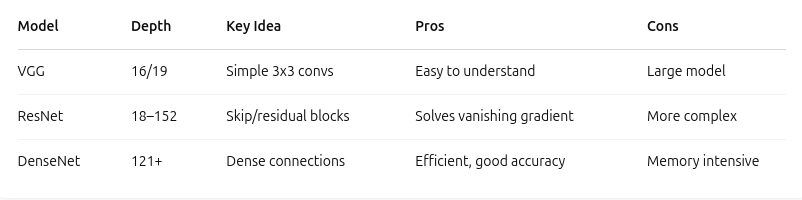 Model Depth Key Idea Pros Cons
VGG 16/19 Simple 3x3 convs Easy to understand Large model
ResNet 18–152 Skip/residual blocks Solves vanishing gradient More complex
DenseNet 121+ Dense connections Efficient, good accuracy Memory intensive